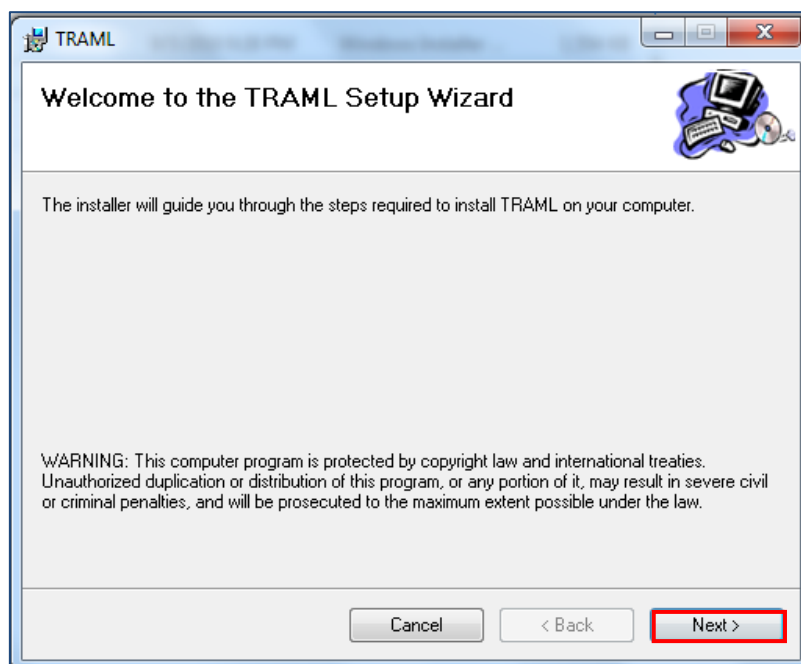 TRAML
Welcome to the TRAML Setup Wizard
The installer will guide you through the steps required to install TRAML on your computer.
WARNING: This computer program is protected by copyright law and international treaties.
Unauthorized duplication or distribution of this program, or any portion of it, may result in severe civil
or criminal penalties, and will be prosecuted to the maximum extent possible under the law.
Cancel
< Back
Next >